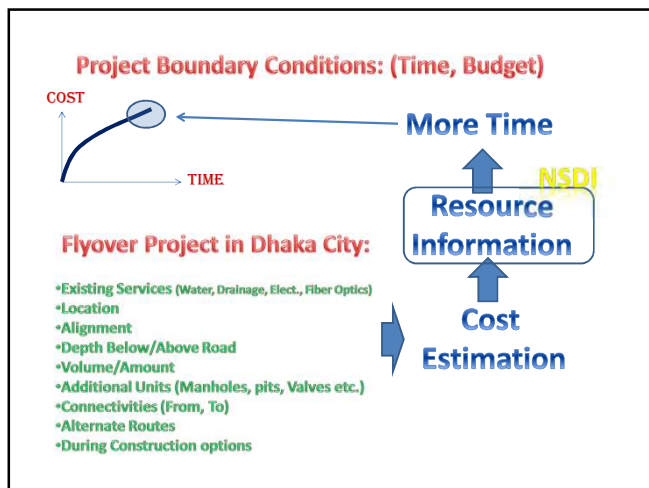 Project Boundary Conditions: (Time, Budget)
COST
TIME
More Time
NSDI
Resource
Information
Flyover Project in Dhaka City:
•Existing Services (Water, Drainage, Elect., Fiber Optics)
•Location
•Alignment
•Depth Below/Above Road
•Volume/Amount
•Additional Units (Manholes, pits, Valves etc.)
•Connectivities (From, To)
•Alternate Routes
•During Construction options
Cost
Estimation